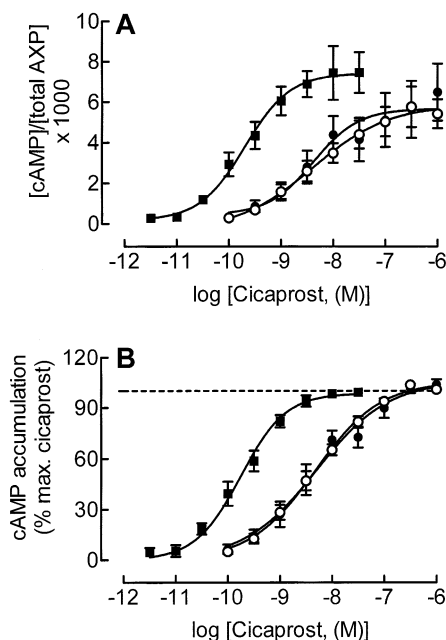 A
10
8
6
4
2
0
[cAMP]/[total AXP]
x 1000
-12 -11 -10 -9 -8 -7 -6
log [Cicaprost, (M)]
B
120
90
60
30
0
cAMP accumulation
(% max. cicaprost)
-12 -11 -10 -9 -8 -7 -6
log [Cicaprost, (M)]